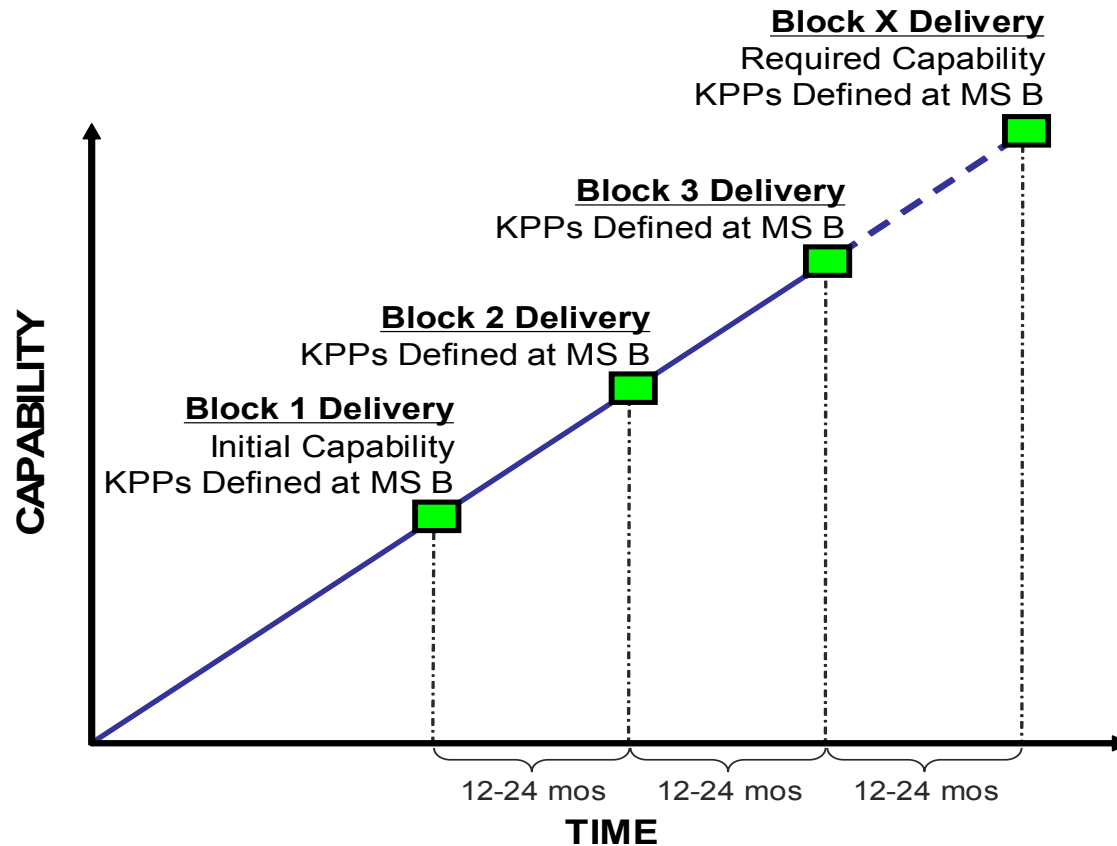 Block X Delivery
Required Capability
KPPs Defined at MS B
Block 3 Delivery
KPPs Defined at MS B
Block 2 Delivery
KPPs Defined at MS B
Block 1 Delivery
Initial Capability
KPPs Defined at MS B
CAPABILITY
12-24 mos
12-24 mos
12-24 mos
TIME